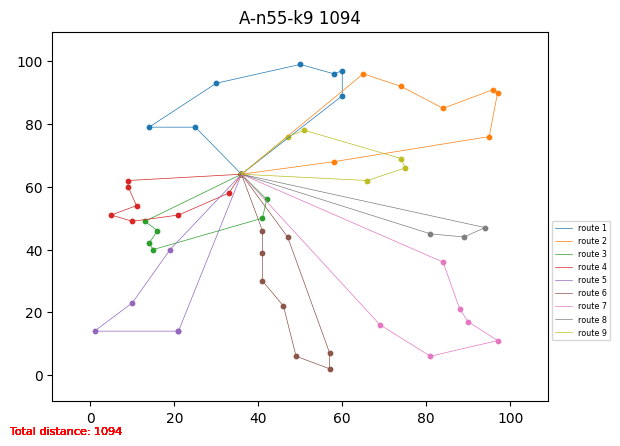 A-n55-k9 1094
100
80
60
40
20
0
0 20 40 60 80 100
route 1
route 2
route 3
route 4
route 5
route 6
route 7
route 8
route 9
Total distance: 1094